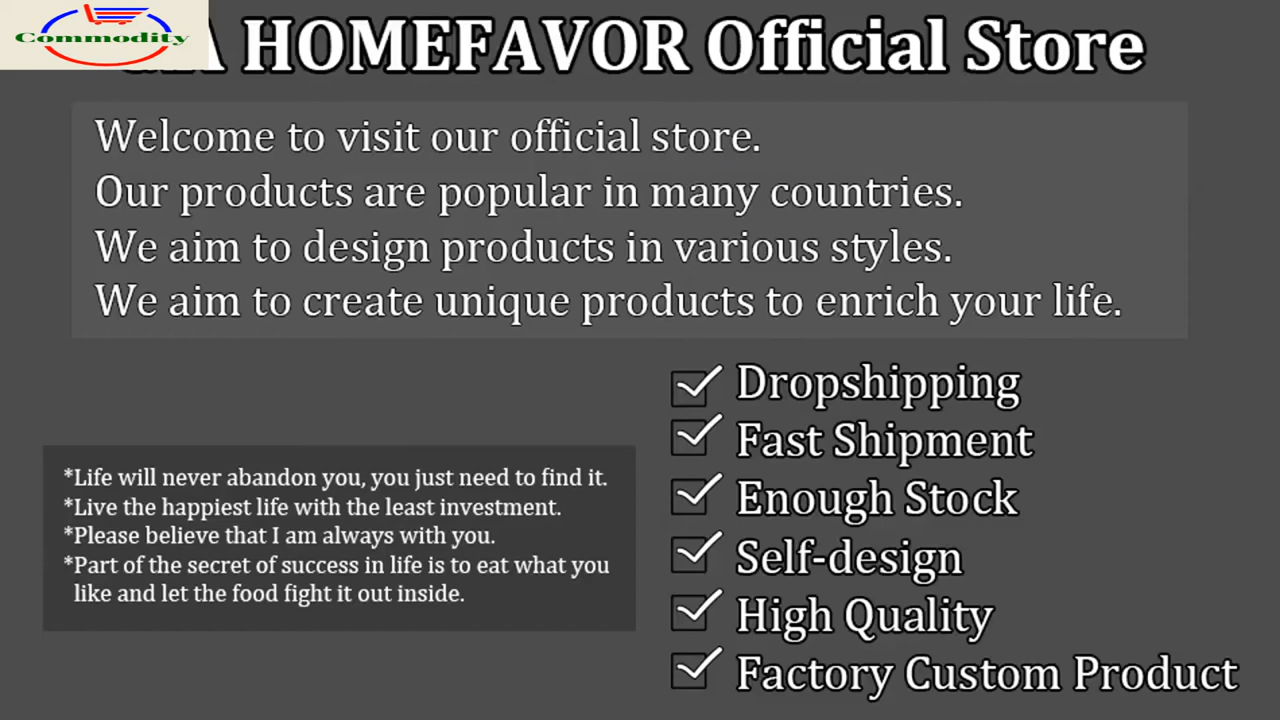 Commodity
HOMEFAVOR Official Store
Welcome to visit our official store.
Our products are popular in many countries.
We aim to design products in various styles.
We aim to create unique products to enrich your life.
Dropshipping
Fast Shipment
Enough Stock
Self-design
High Quality
Factory Custom Product
*Life will never abandon you, you just need to find it.
*Live the happiest life with the least investment.
*Please believe that I am always with you.
*Part of the secret of success in life is to eat what you
like and let the food fight it out inside.